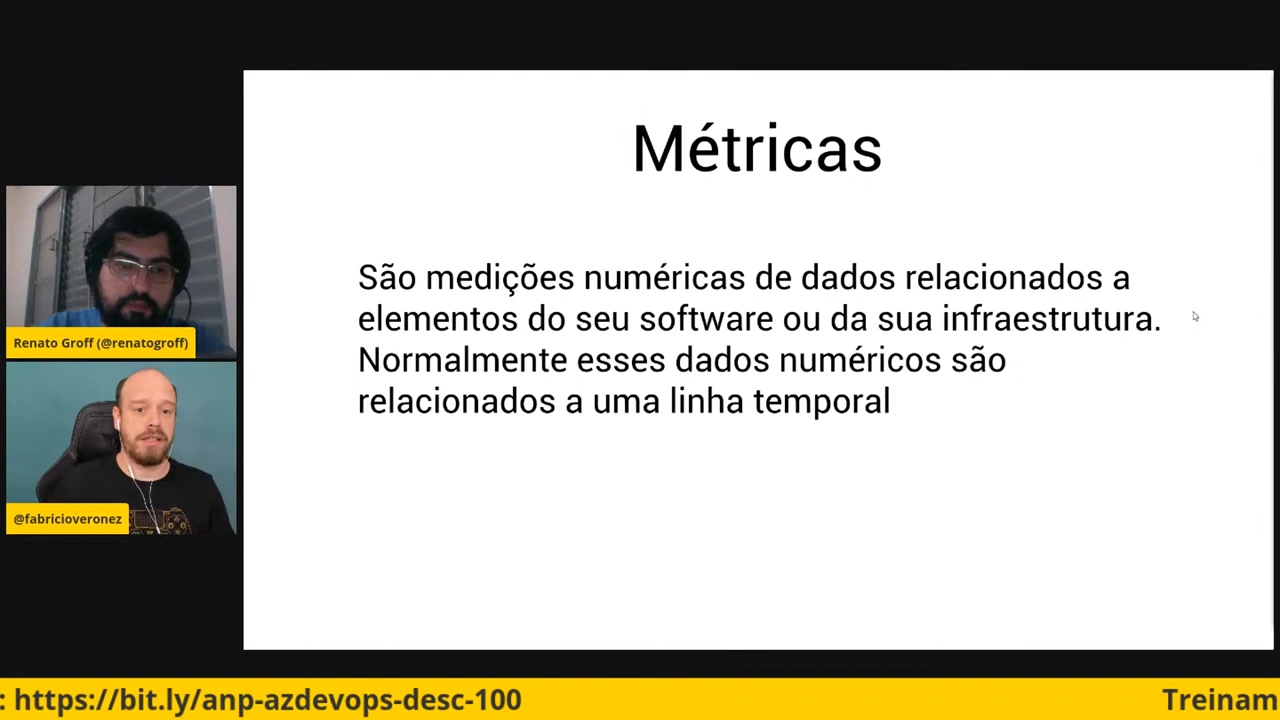 Métricas
São medições numéricas de dados relacionados a
elementos do seu software ou da sua infraestrutura.
Normalmente esses dados numéricos são
relacionados a uma linha temporal
Renato Groff (@renatogroff)
@fabricioveronez
: https://bit.ly/anp-azdevops-desc-100
Treinam